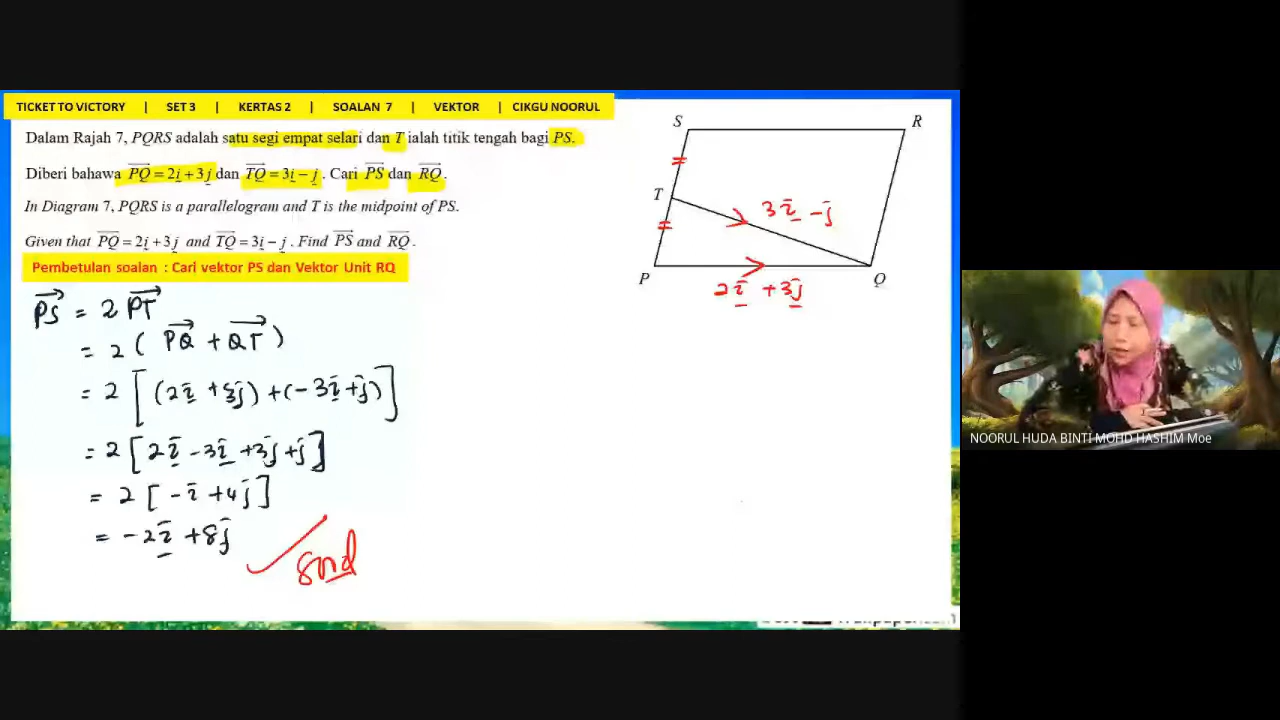 TICKET TO VICTORY | SET 3 | KERTAS 2 | SOALAN 7 | VEKTOR | CIKGU NOORUL
Dalam Rajah 7, PQRS adalah satu segi empat selari dan T ialah titik tengah bagi PS.
Diberi bahawa PQ = 2i + 3j dan TQ = 3i − j . Cari PS dan RQ.
In Diagram 7, PQRS is a parallelogram and T is the midpoint of PS.
Given that PQ = 2i + 3j and TQ = 3i − j . Find PS and RQ.
Pembetulan soalan : Cari vektor PS dan Vektor Unit RQ
PS = 2 PT
= 2 ( PQ + QT )
= 2 [ (2i + 3j) + (-3i + j) ]
= 2 [ 2i - 3i + 3j + j ]
= 2 [ -i + 4j ]
= -2i + 8j
S
R
T
3i - j
P
Q
2i + 3j
NOORUL HUDA BINTI MOHD HASHIM Moe